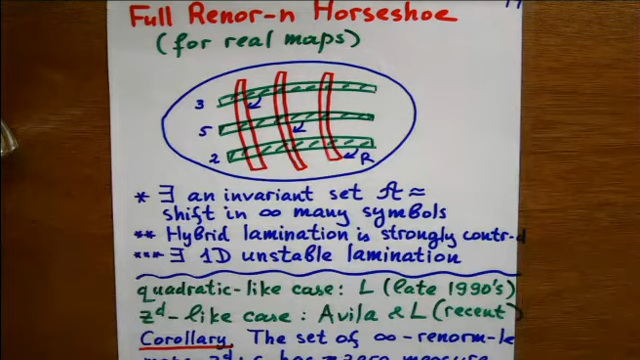 Full Renor-n Horseshoe
(for real maps)
3
5
2
R
* ∃ an invariant set 𝒜 ≈
shift in ∞ many symbols
** Hybrid lamination is strongly contr-d
*** ∃ 1D unstable lamination
quadratic-like case: L (late 1990's)
z^d-like case: Avila & L (recent)
Corollary. The set of ∞-renorm-le